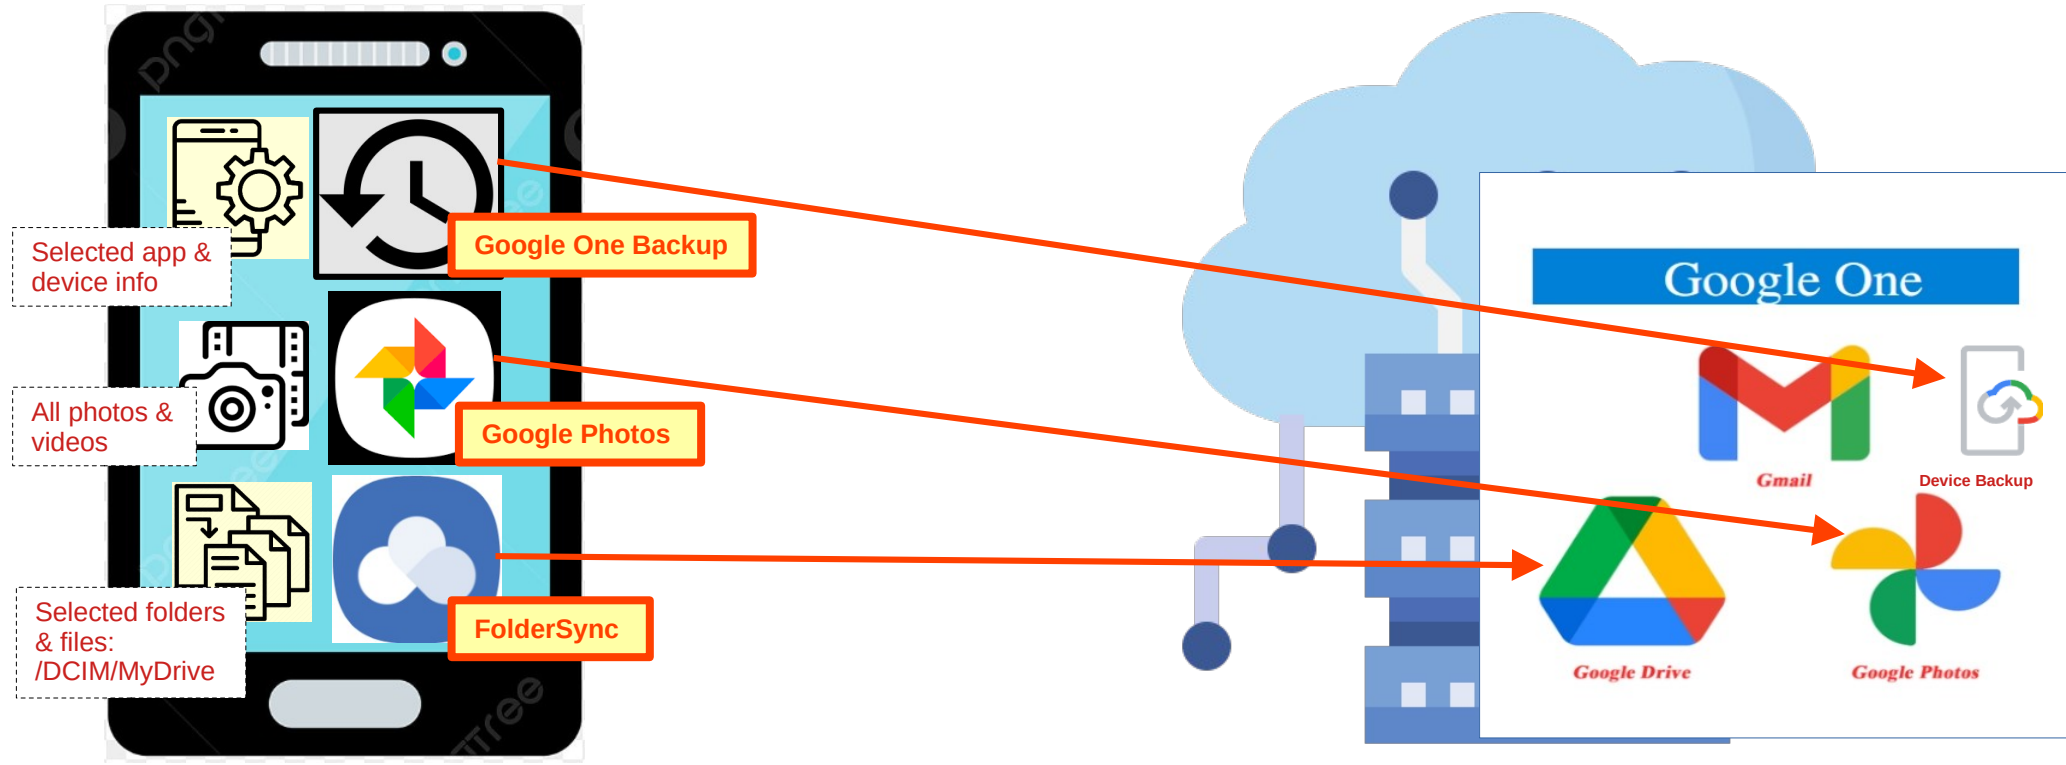 Selected app &
device info
Google One Backup
All photos &
videos
Google Photos
Selected folders
& files:
/DCIM/MyDrive
FolderSync
Google One
Gmail
Device Backup
Google Drive
Google Photos